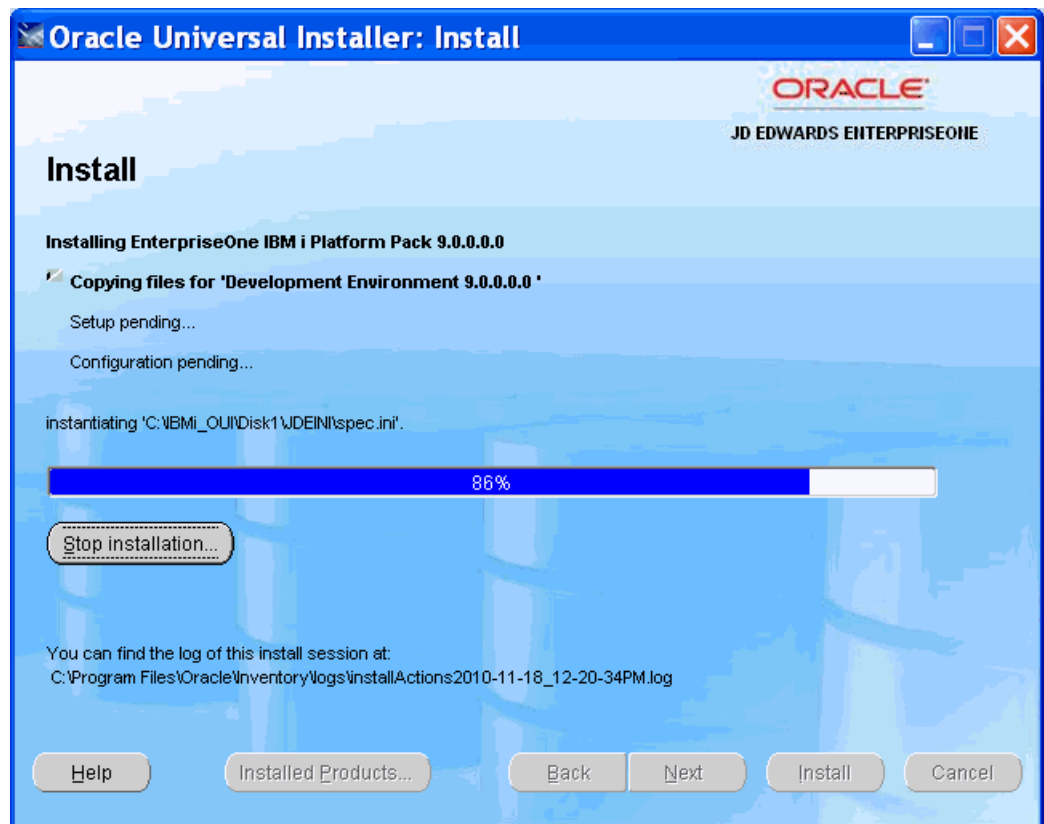 Oracle Universal Installer: Install
ORACLE
JD EDWARDS ENTERPRISEONE
Install
Installing EnterpriseOne IBM i Platform Pack 9.0.0.0.0
Copying files for 'Development Environment 9.0.0.0.0 '
Setup pending...
Configuration pending...
instantiating 'C:\IBMi_OUI\Disk1\JDEINI\spec.ini'.
86%
Stop installation...
You can find the log of this install session at:
C:\Program Files\Oracle\Inventory\logs\installActions2010-11-18_12-20-34PM.log
Help Installed Products... Back Next Install Cancel